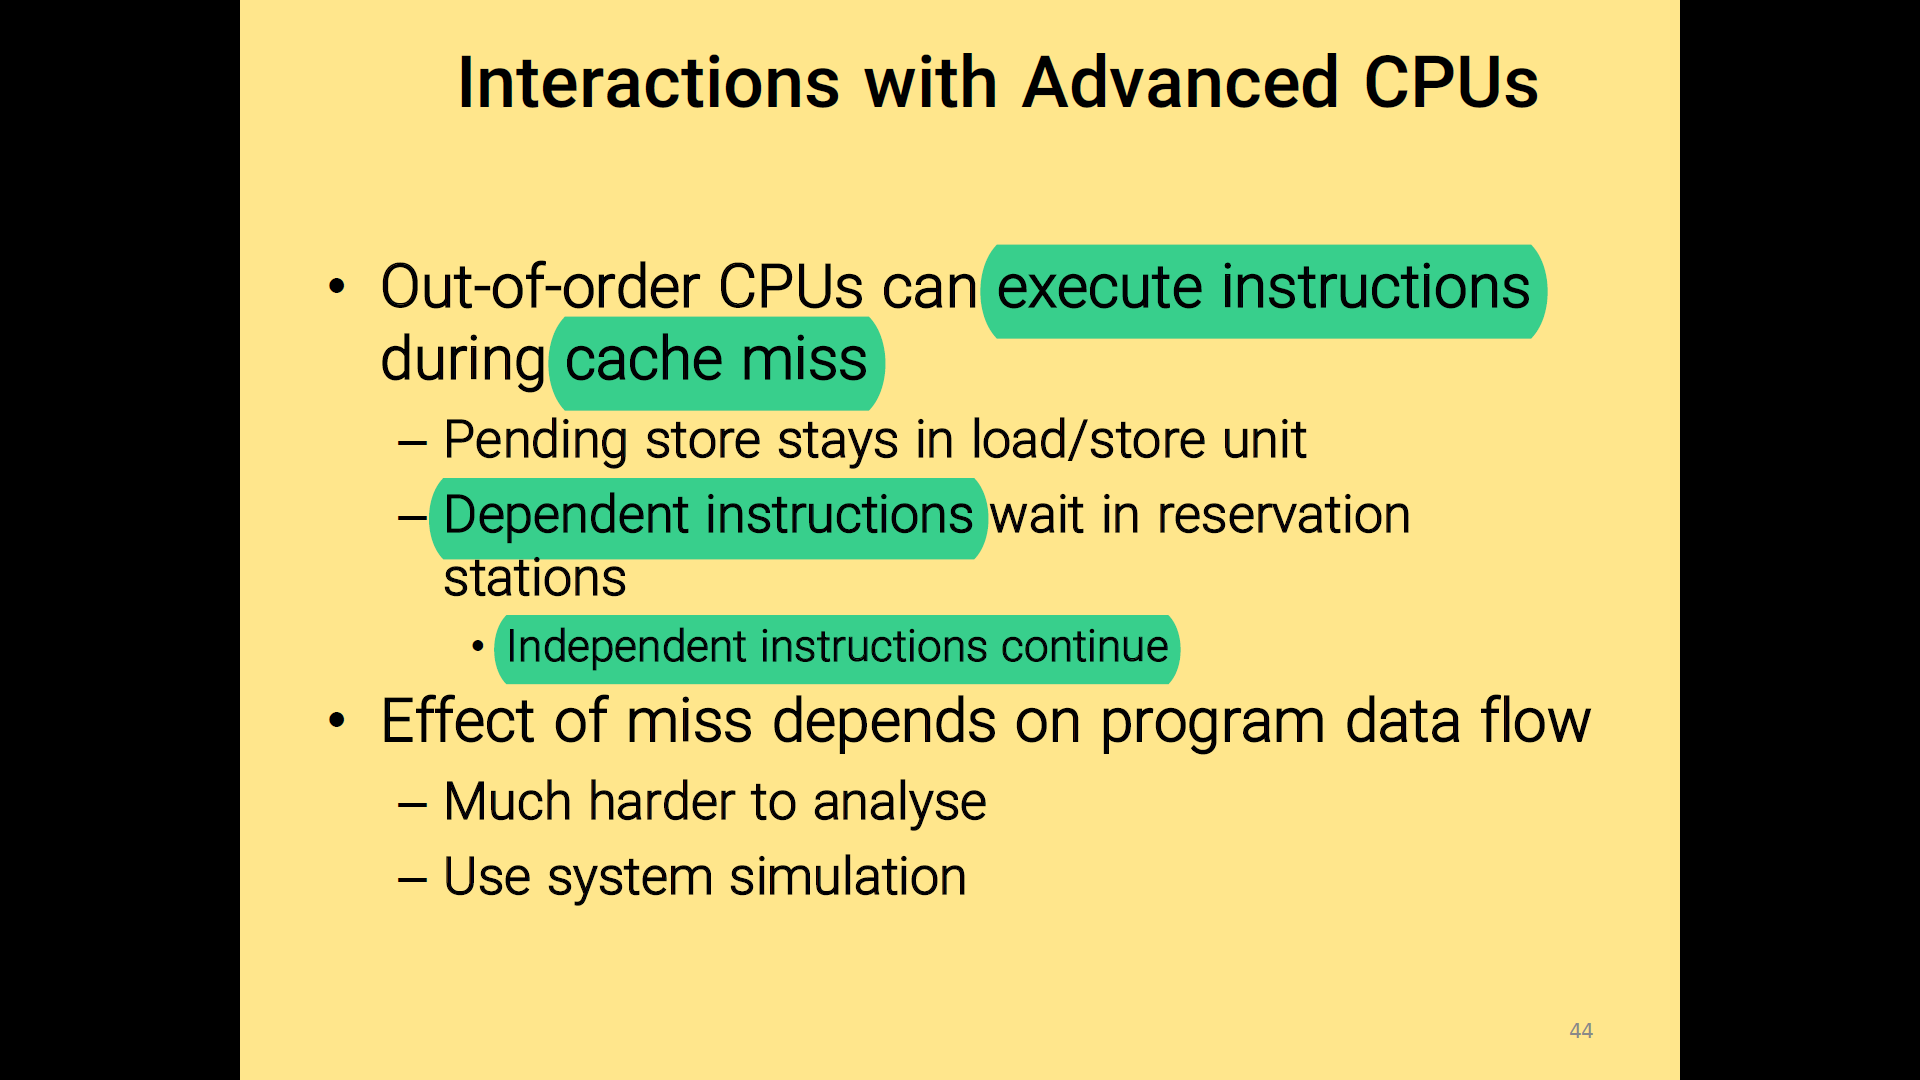 Interactions with Advanced CPUs
• Out-of-order CPUs can execute instructions
during cache miss
– Pending store stays in load/store unit
– Dependent instructions wait in reservation
stations
• Independent instructions continue
• Effect of miss depends on program data flow
– Much harder to analyse
– Use system simulation
44